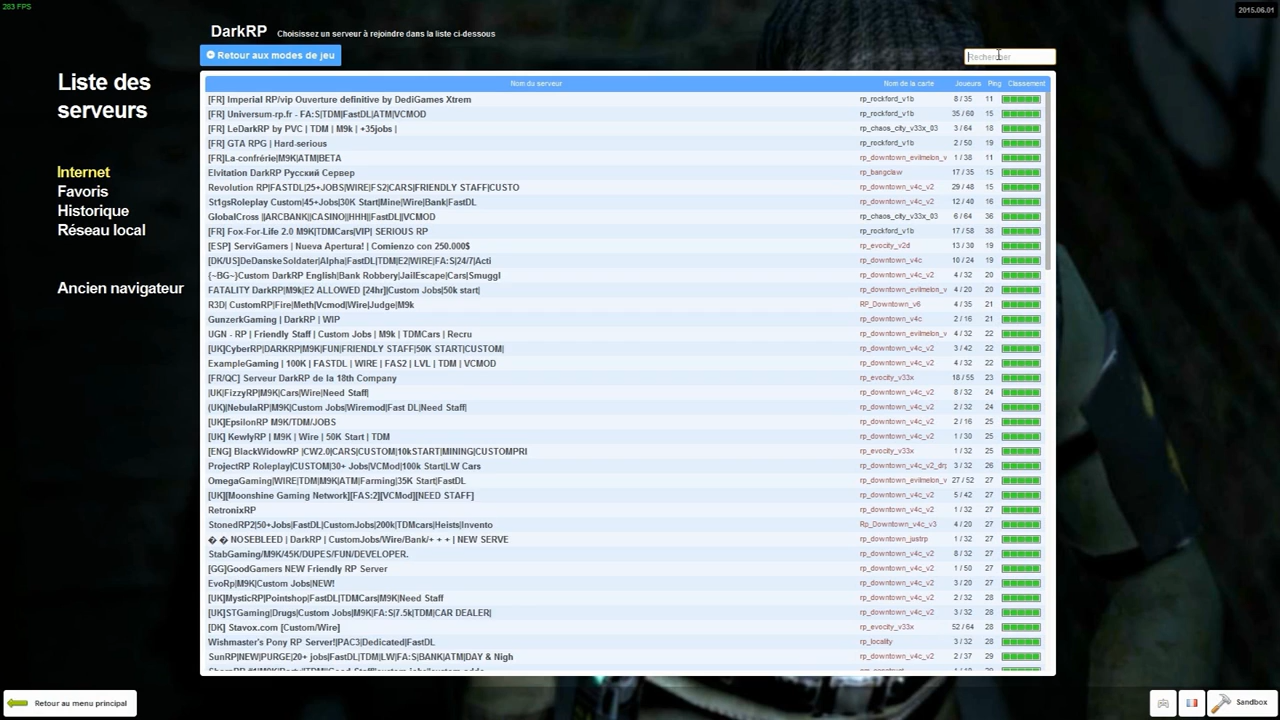 283 FPS
2015.06.01
DarkRP Choisissez un serveur à rejoindre dans la liste ci-dessous
Retour aux modes de jeu
Rechercher
Liste des
serveurs
Internet
Favoris
Historique
Réseau local
Ancien navigateur
Nom du serveur Nom de la carte Joueurs Ping Classement
[FR] Imperial RP/vip Ouverture definitive by DediGames Xtrem rp_rockford_v1b 8 / 35 11
[FR] Universum-rp.fr - FA:S|TDM|FastDL|ATM|VCMOD rp_rockford_v1b 35 / 60 15
[FR] LeDarkRP by PVC | TDM | M9k | +35jobs | rp_chaos_city_v33x_03 3 / 64 18
[FR] GTA RPG | Hard-serious rp_rockford_v1b 2 / 50 19
[FR]La-confrérie|M9K|ATM|BETA rp_downtown_evilmelon_v 1 / 38 11
Elvitation DarkRP Русский Сервер rp_bangclaw 17 / 35 15
Revolution RP|FASTDL|25+JOBS|WIRE|FS2|CARS|FRIENDLY STAFF|CUSTO rp_downtown_v4c_v2 29 / 48 15
St1gsRoleplay Custom|45+Jobs|30K Start|Mine|Wire|Bank|FastDL rp_downtown_v4c_v2 12 / 40 16
GlobalCross ||ARCBANK||CASINO||HHH||FastDL||VCMOD rp_chaos_city_v33x_03 6 / 64 36
[FR] Fox-For-Life 2.0 M9K|TDMCars|VIP| SERIOUS RP rp_rockford_v1b 17 / 58 38
[ESP] ServiGamers | Nueva Apertura! | Comienzo con 250.000$ rp_evocity_v2d 13 / 30 19
[DK/US]DeDanskeSoldater|Alpha|FastDL|TDM|E2|WIRE|FA:S|24/7|Acti rp_downtown_v4c 10 / 24 19
{~BG~}Custom DarkRP English|Bank Robbery|JailEscape|Cars|Smuggl rp_downtown_v4c_v2 4 / 32 20
FATALITY DarkRP|M9k|E2 ALLOWED [24hr]|Custom Jobs|50k start| rp_downtown_evilmelon_v 4 / 20 20
R3D| CustomRP|Fire|Meth|Vcmod|Wire|Judge|M9k RP_Downtown_v6 4 / 35 21
GunzerkGaming | DarkRP | WIP rp_downtown_v4c 2 / 16 21
UGN - RP | Friendly Staff | Custom Jobs | M9k | TDMCars | Recru rp_downtown_evilmelon_v 4 / 32 22
[UK]CyberRP|DARKRP|M9K|FUN|FRIENDLY STAFF|50K START|CUSTOM| rp_downtown_v4c_v2 3 / 42 22
ExampleGaming | 100K | FASTDL | WIRE | FAS2 | LVL | TDM | VCMOD rp_downtown_v4c_v2 4 / 32 22
[FR/QC] Serveur DarkRP de la 18th Company rp_evocity_v33x 18 / 55 23
|UK|FizzyRP|M9K|Cars|Wire|Need Staff| rp_downtown_v4c_v2 8 / 32 24
(UK)|NebulaRP|M9K|Custom Jobs|Wiremod|Fast DL|Need Staff| rp_downtown_v4c_v2 2 / 32 24
[UK]EpsilonRP M9K/TDM/JOBS rp_downtown_v4c_v2 2 / 16 25
[UK] KewlyRP | M9K | Wire | 50K Start | TDM rp_downtown_v4c_v2 1 / 30 25
[ENG] BlackWidowRP |CW2.0|CARS|CUSTOM|10kSTART|MINING|CUSTOMPRI rp_evocity_v33x 1 / 32 25
ProjectRP Roleplay|CUSTOM|30+ Jobs|VCMod|100k Start|LW Cars rp_downtown_v4c_v2_drp 3 / 32 26
OmegaGaming|WIRE|TDM|M9K|ATM|Farming|35K Start|FastDL rp_downtown_evilmelon_v 27 / 52 27
[UK][Moonshine Gaming Network][FAS:2][VCMod][NEED STAFF] rp_downtown_v4c_v2 5 / 42 27
RetronixRP rp_downtown_v4c_v2 1 / 32 27
StonedRP2|50+Jobs|FastDL|CustomJobs|200k|TDMcars|Heists|Invento Rp_Downtown_v4c_v3 4 / 20 27
� � NOSEBLEED | DarkRP | CustomJobs/Wire/Bank/+ + + | NEW SERVE rp_downtown_justrp 1 / 32 27
StabGaming/M9K/45K/DUPES/FUN/DEVELOPER. rp_downtown_v4c_v2 8 / 32 27
[GG]GoodGamers NEW Friendly RP Server rp_downtown_v4c_v2 1 / 50 27
EvoRp|M9K|Custom Jobs|NEW! rp_downtown_v4c_v2 3 / 20 27
[UK]MysticRP|Pointshop|FastDL|TDMCars|M9K|Need Staff rp_downtown_v4c_v2 2 / 32 28
[UK]STGaming|Drugs|Custom Jobs|M9K|FA:S|7.5k|TDM|CAR DEALER| rp_downtown_v4c_v2 3 / 32 28
[DK] Stavox.com [Custom/Wire] rp_evocity_v33x 52 / 64 28
Wishmaster's Pony RP Server!|PAC3|Dedicated|FastDL rp_locality 3 / 32 28
SunRP|NEW|PURGE|20+ jobs|FastDL|TDM|LW|FA:S|BANK|ATM|DAY & Nigh rp_downtown_v4c_v2 2 / 37 29
Retour au menu principal
Sandbox